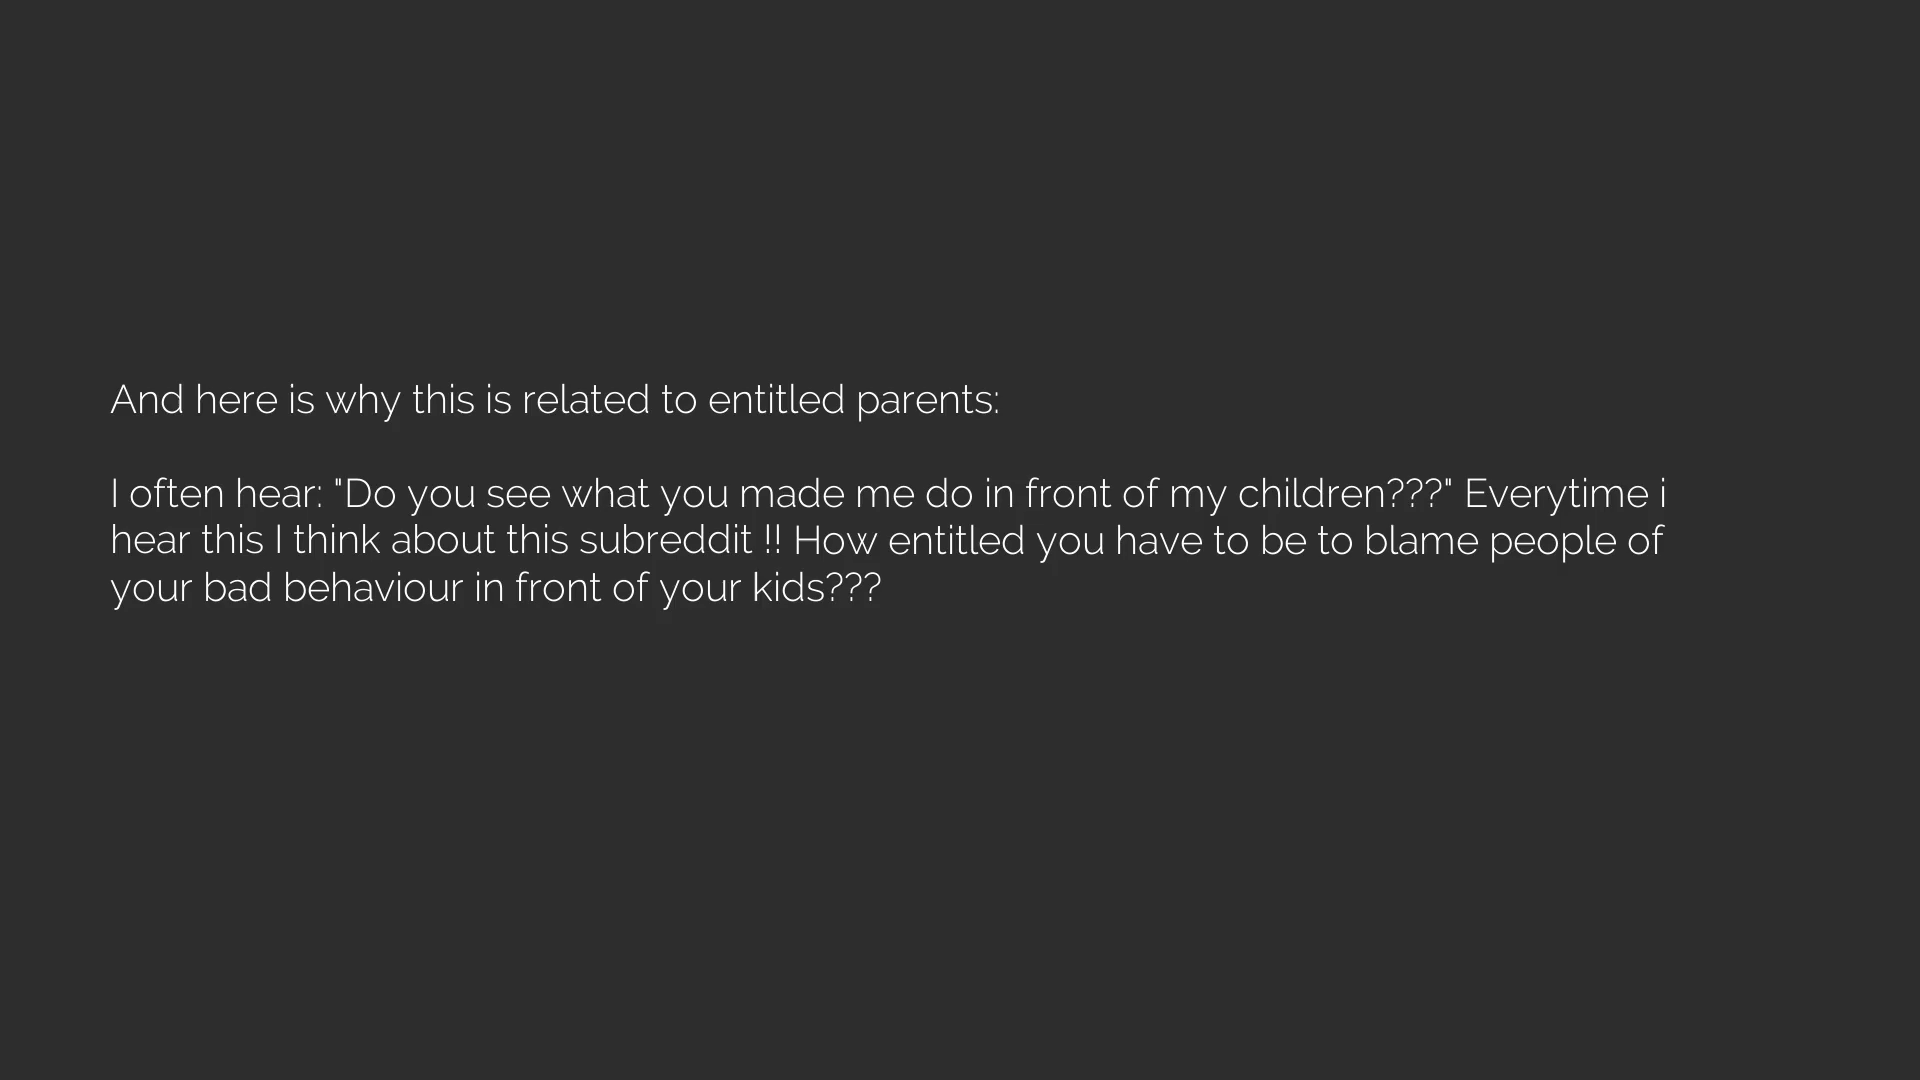 And here is why this is related to entitled parents:
I often hear: "Do you see what you made me do in front of my children???" Everytime i
hear this I think about this subreddit !! How entitled you have to be to blame people of
your bad behaviour in front of your kids???